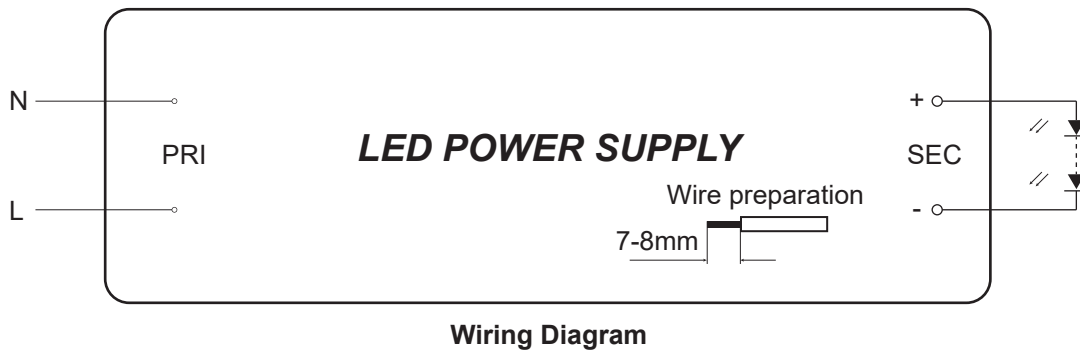 N
+
PRI
LED POWER SUPPLY
SEC
Wire preparation
L
-
7-8mm
Wiring Diagram